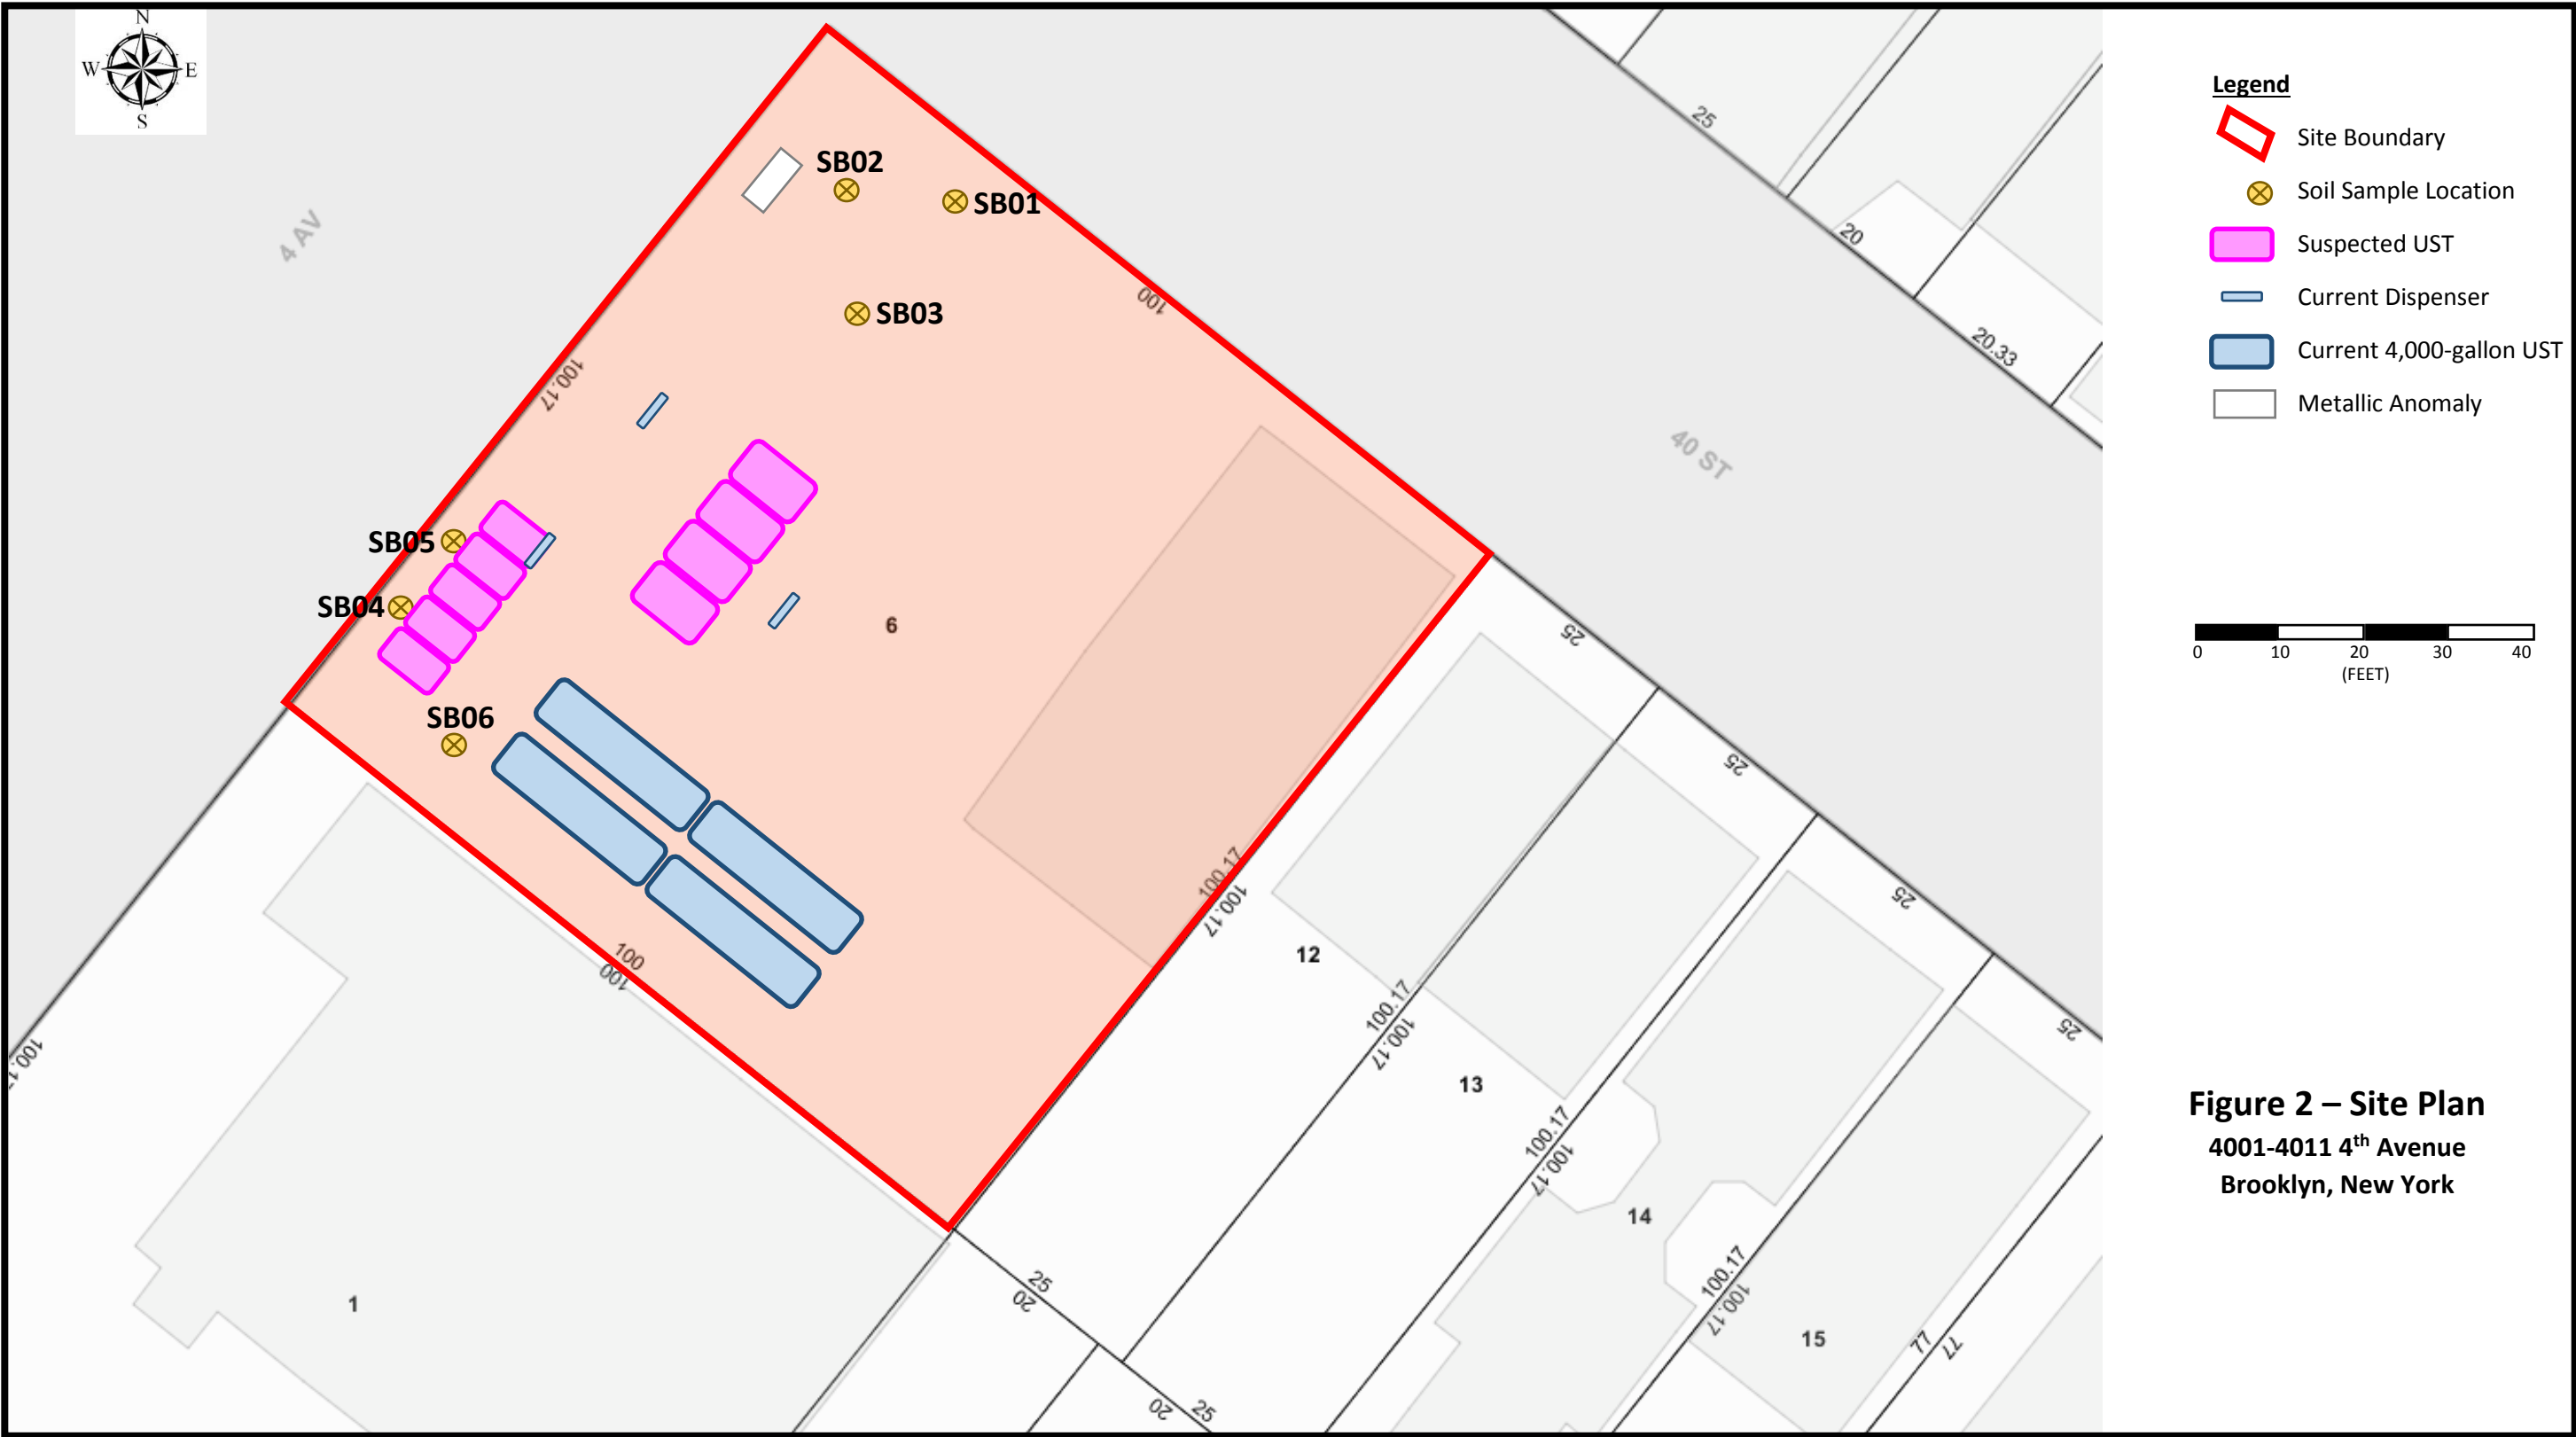 N
W E
S
4 AV
SB02
SB01
SB03
100
100.17
SB05
SB04
SB06
6
100
100
100.17
100.17
40 ST
25
20
20.33
25
25
25
25
12
13
14
15
1
100.17
100.17
100.17
100.17
100.17
100.17
77
77
25
20
20
25
Legend
Site Boundary
Soil Sample Location
Suspected UST
Current Dispenser
Current 4,000-gallon UST
Metallic Anomaly
0 10 20 30 40
(FEET)
Figure 2 – Site Plan
4001-4011 4th Avenue
Brooklyn, New York